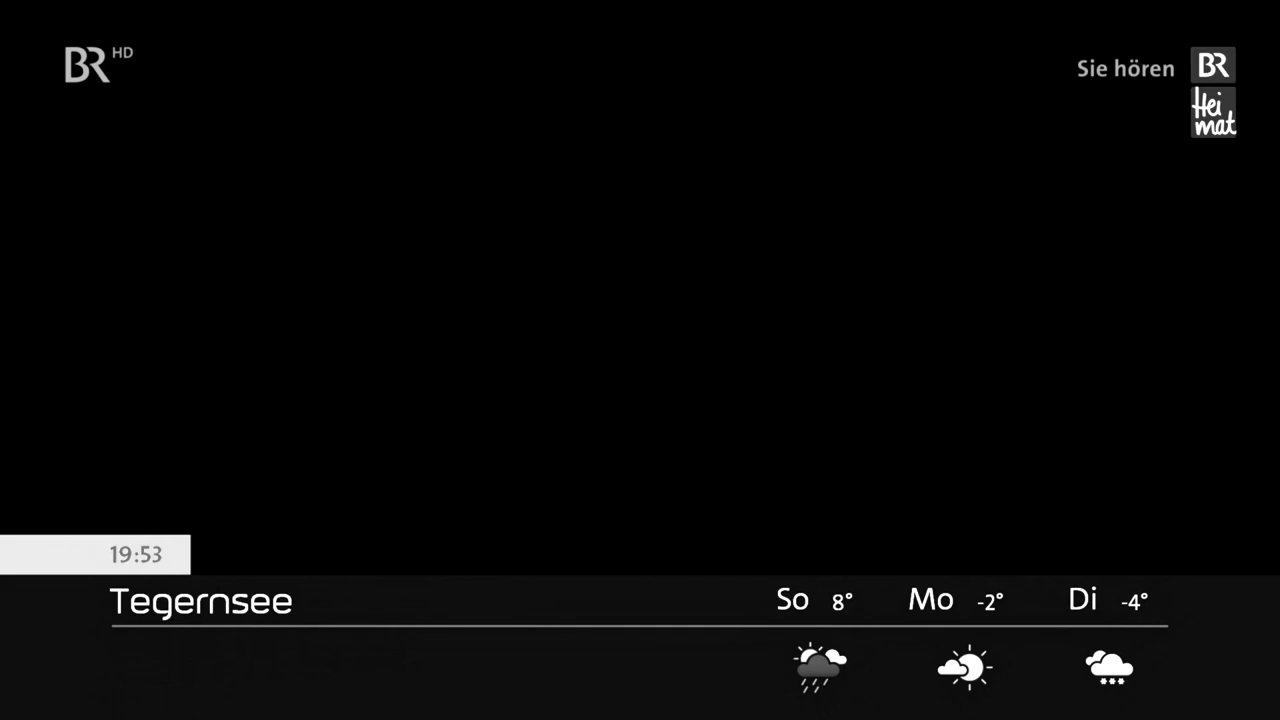 BR HD
Sie hören BR
Hei
mat
19:53
Tegernsee So 8° Mo -2° Di -4°